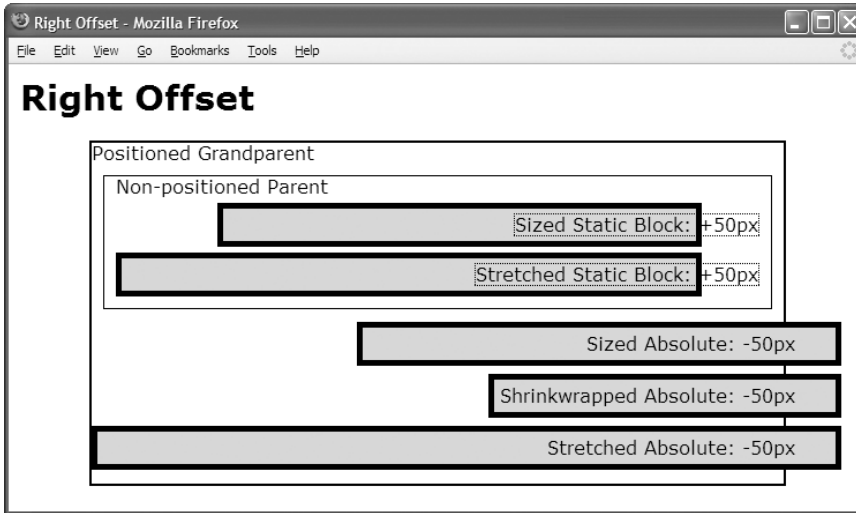 Right Offset - Mozilla Firefox
File Edit View Go Bookmarks Tools Help
Right Offset
Positioned Grandparent
Non-positioned Parent
Sized Static Block: +50px
Stretched Static Block: +50px
Sized Absolute: -50px
Shrinkwrapped Absolute: -50px
Stretched Absolute: -50px